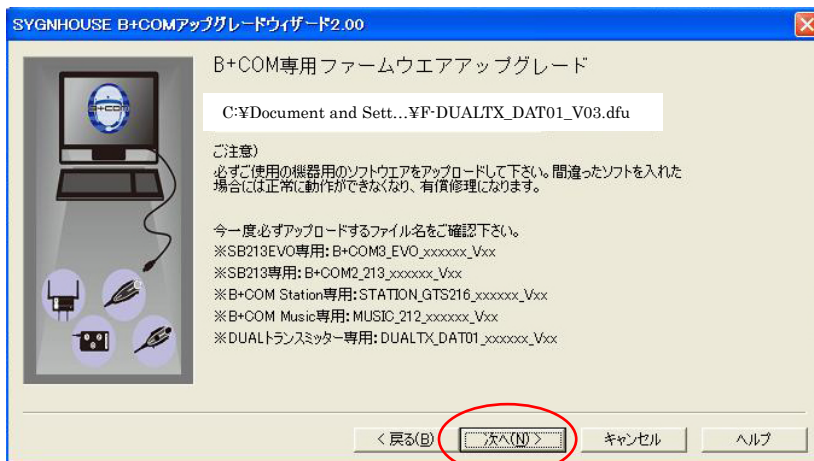 SYGNHOUSE B+COMアップグレードウィザード2.00
B+COM専用ファームウエアアップグレード
C:¥Document and Sett…¥F-DUALTX_DAT01_V03.dfu
ご注意)
必ずご使用の機器用のソフトウエアをアップロードして下さい。間違ったソフトを入れた
場合には正常に動作ができなくなり、有償修理になります。
今一度必ずアップロードするファイル名をご確認下さい。
※SB213EVO専用:B+COM3_EVO_xxxxxx_Vxx
※SB213専用:B+COM2_213_xxxxxx_Vxx
※B+COM Station専用:STATION_GTS216_xxxxxx_Vxx
※B+COM Music専用:MUSIC_212_xxxxxx_Vxx
※DUALトランスミッター専用:DUALTX_DAT01_xxxxxx_Vxx
B+COM
< 戻る(B) 次へ(N) > キャンセル ヘルプ